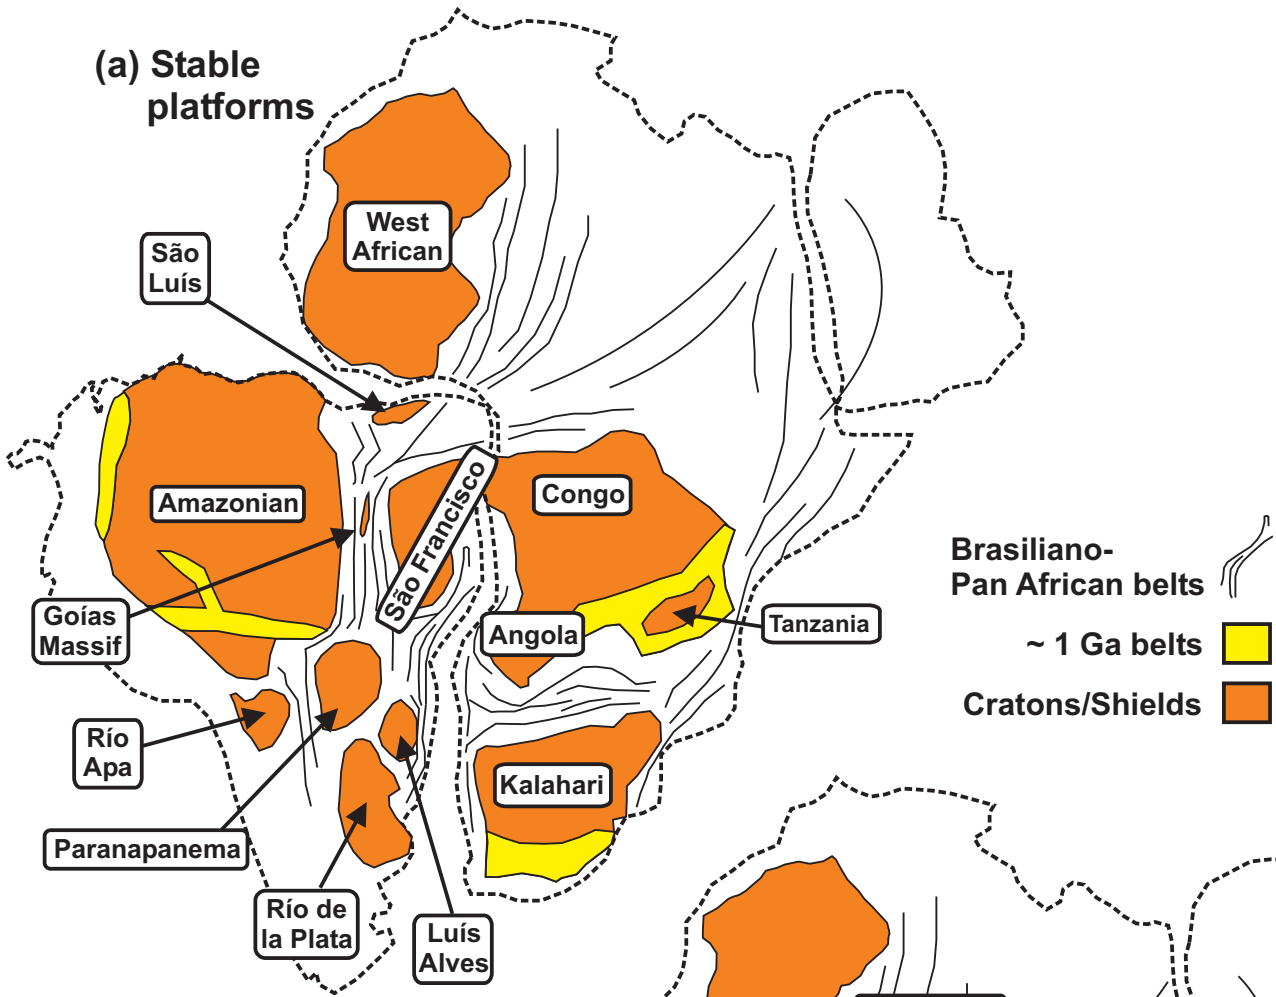 (a) Stable
platforms
West
African
São
Luís
Amazonian
São Francisco
Congo
Goías
Massif
Angola
Tanzania
Río
Apa
Kalahari
Paranapanema
Río de
la Plata
Luís
Alves
Brasiliano-
Pan African belts
~ 1 Ga belts
Cratons/Shields